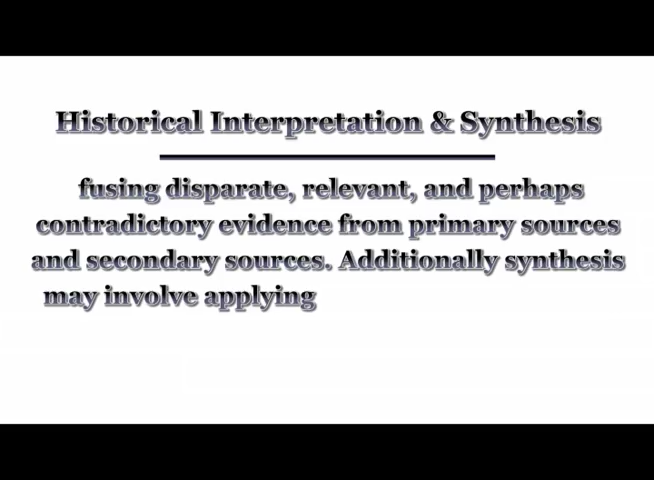 Historical Interpretation & Synthesis
fusing disparate, relevant, and perhaps
contradictory evidence from primary sources
and secondary sources. Additionally synthesis
may involve applying